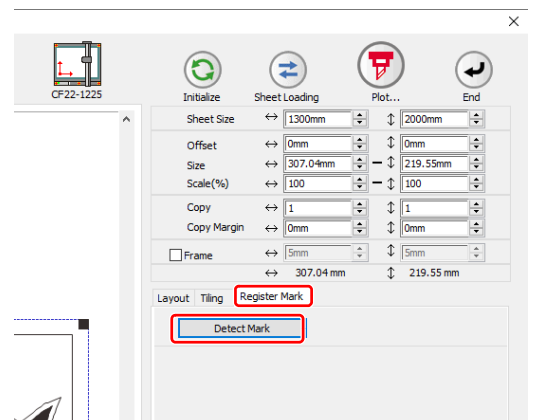 CF22-1225
Initialize Sheet Loading Plot... End
Sheet Size 1300mm 2000mm
Offset 0mm 0mm
Size 307.04mm 219.55mm
Scale(%) 100 100
Copy 1 1
Copy Margin 0mm 0mm
Frame 5mm 5mm
307.04 mm 219.55 mm
Layout Tiling Register Mark
Detect Mark